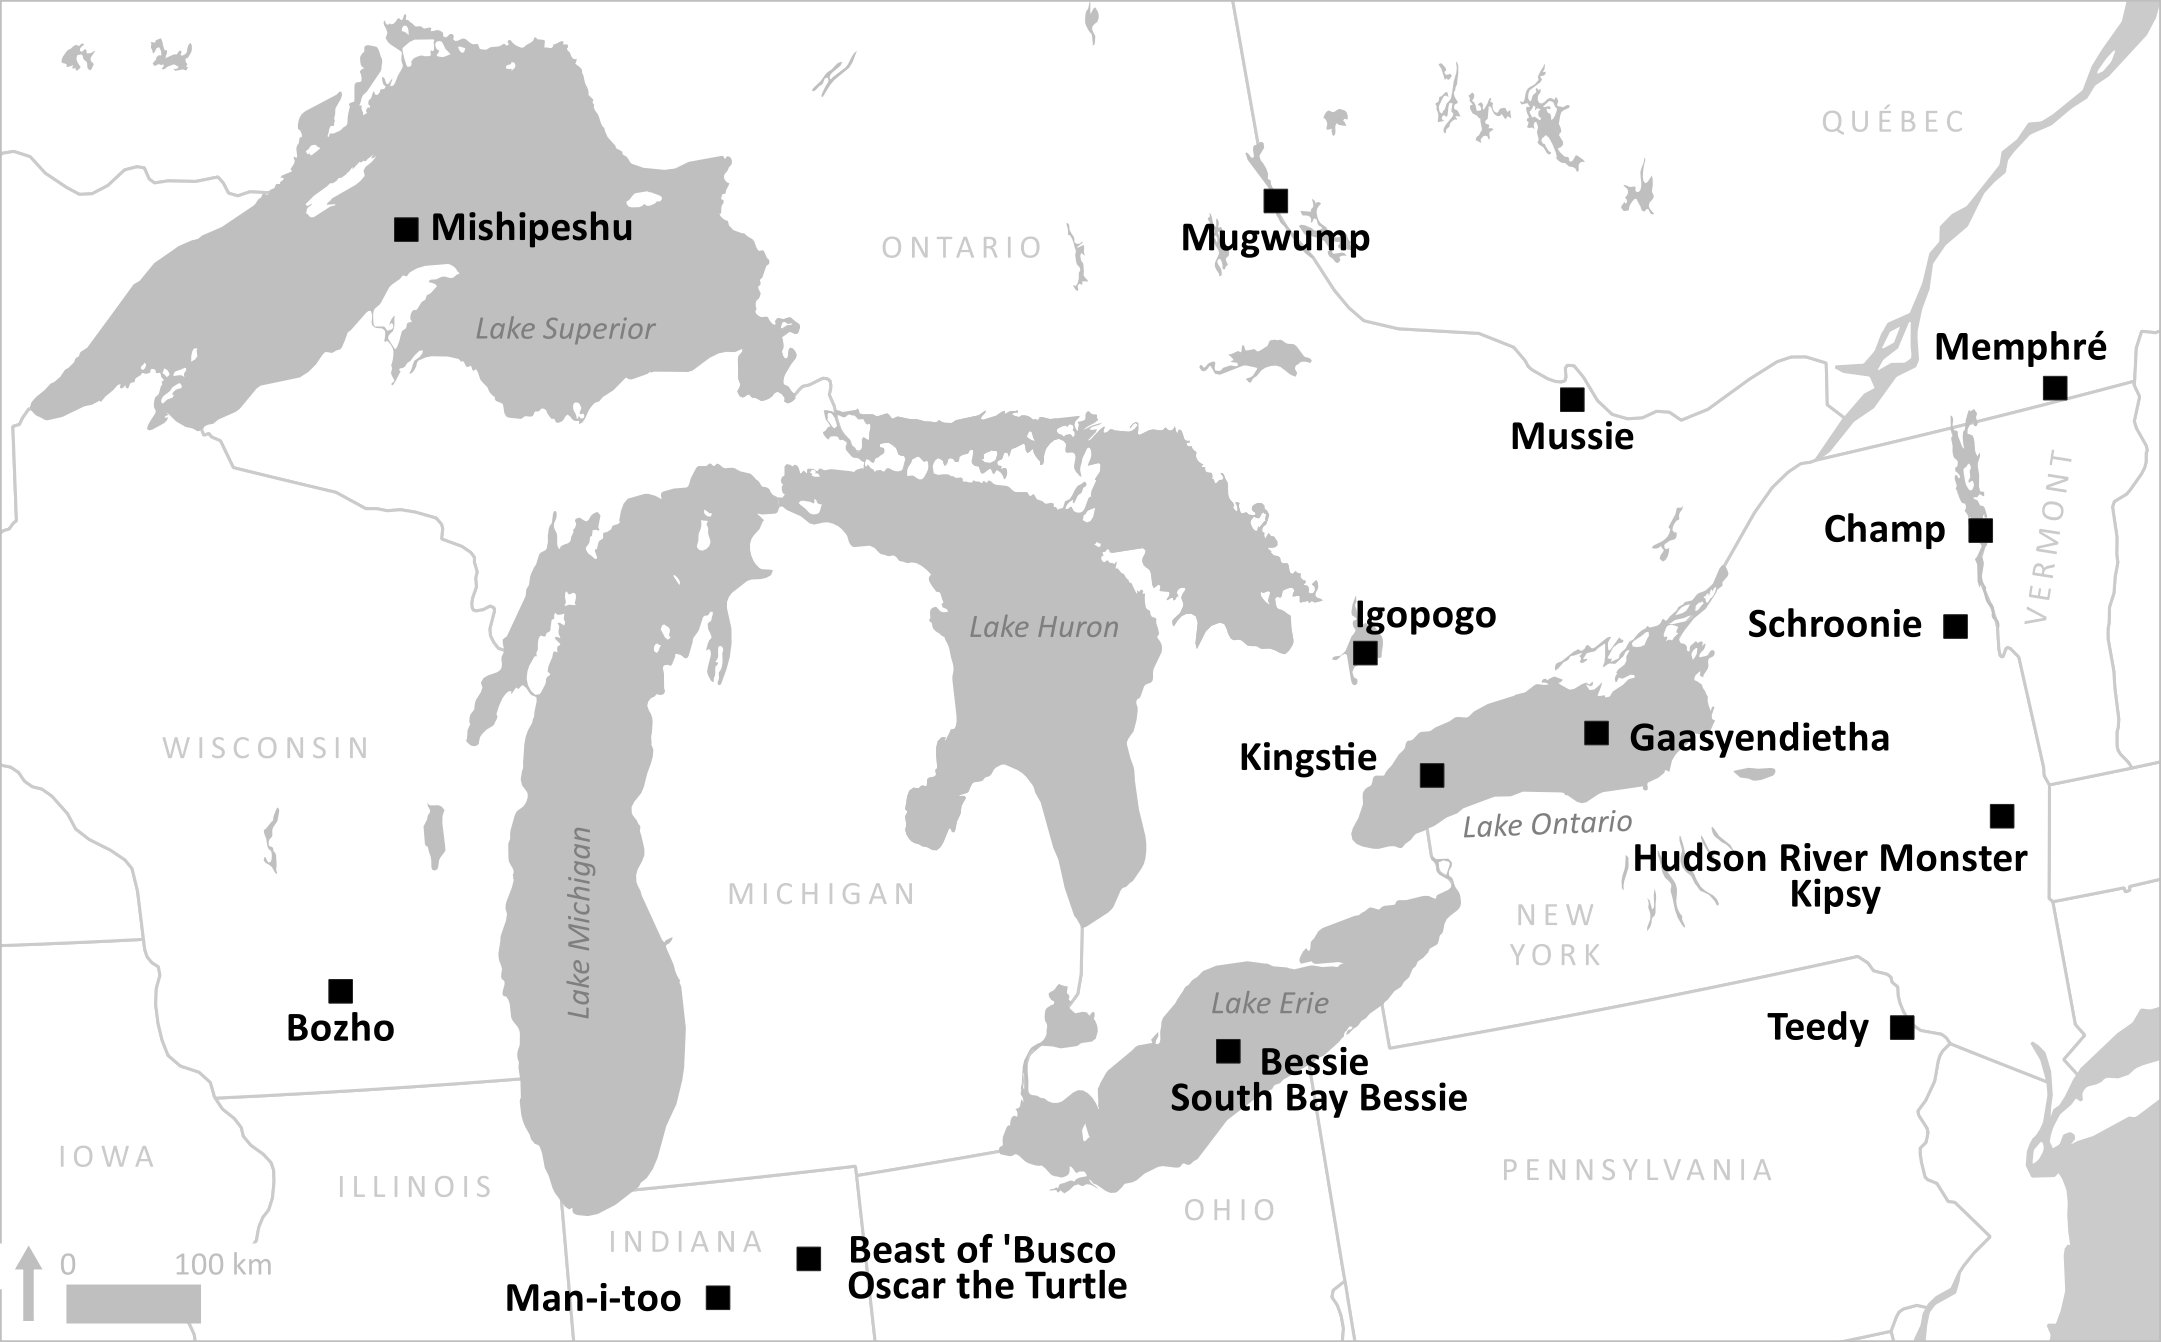 QUÉBEC
Mishipeshu
Mugwump
ONTARIO
Lake Superior
Memphré
Mussie
VERMONT
Champ
Igopogo
Schroonie
Lake Huron
WISCONSIN
Kingstie
Gaasyendietha
Lake Ontario
Lake Michigan
MICHIGAN
Hudson River Monster
Kipsy
NEW
YORK
Lake Erie
Bozho
Teedy
Bessie
South Bay Bessie
IOWA
ILLINOIS
PENNSYLVANIA
OHIO
INDIANA
Beast of 'Busco
Oscar the Turtle
Man-i-too
0 100 km